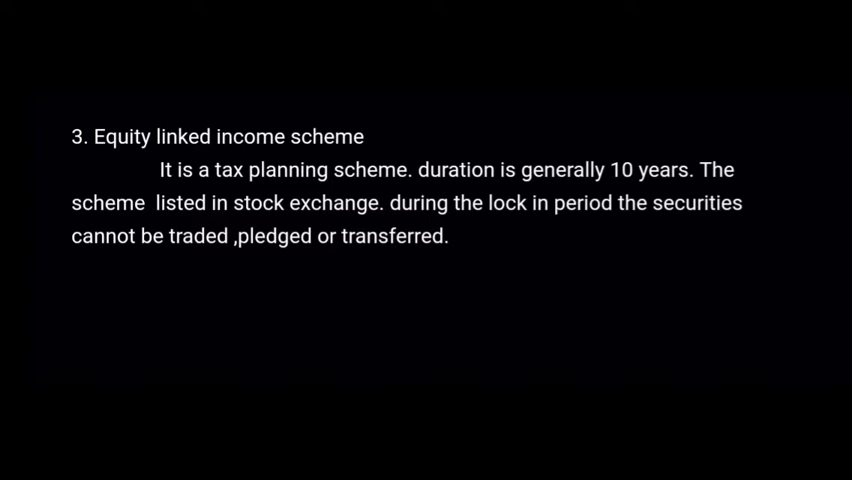 3. Equity linked income scheme
It is a tax planning scheme. duration is generally 10 years. The
scheme  listed in stock exchange. during the lock in period the securities
cannot be traded ,pledged or transferred.